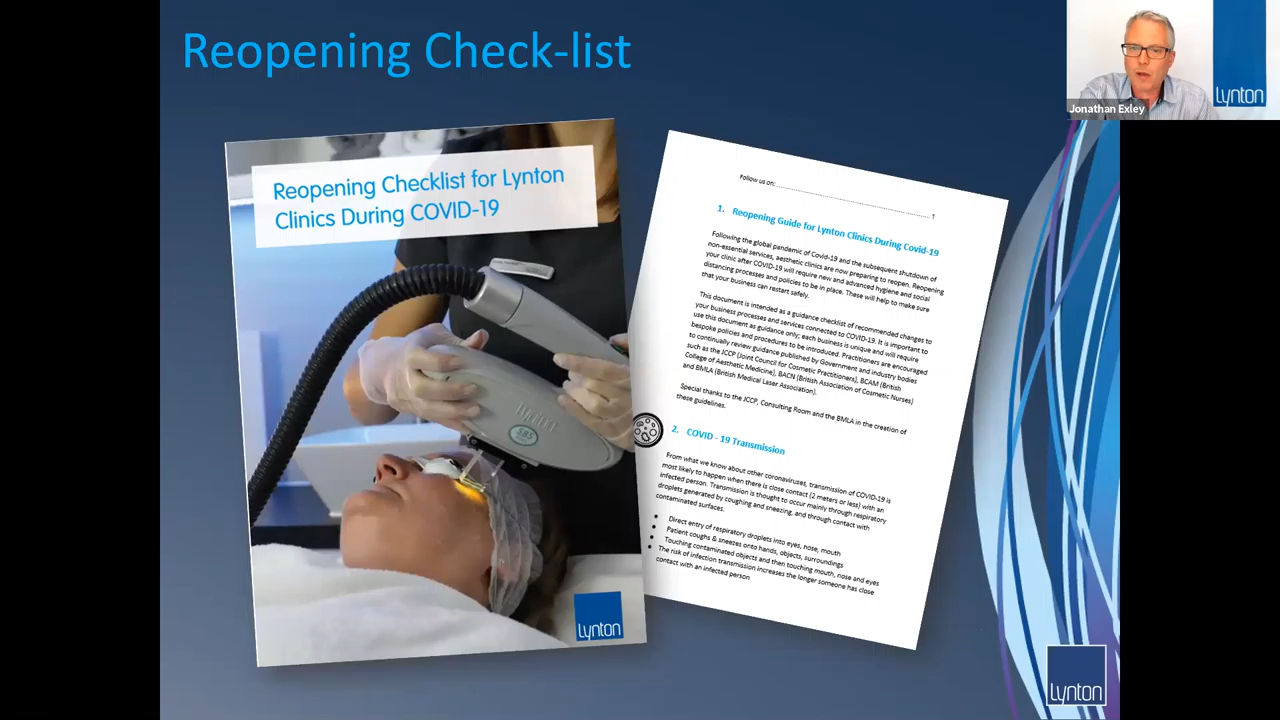 Reopening Check-list
Jonathan Exley
Lynton
Reopening Checklist for Lynton
Clinics During COVID-19
Lynton
Lynton
Follow us on: 1
1. Reopening Guide for Lynton Clinics During Covid-19
Following the global pandemic of Covid-19 and the subsequent shutdown of
non-essential services, aesthetic clinics are now preparing to reopen. Reopening
your clinic after COVID-19 will require new and advanced hygiene and social
distancing processes and policies to be in place. These will help to make sure
that your business can restart safely.
This document is intended as a guidance checklist of recommended changes to
your business processes and services connected to COVID-19. It is important to
use this document as guidance only; each business is unique and will require
bespoke policies and procedures to be introduced. Practitioners are encouraged
to continually review guidance published by Government and industry bodies
such as the JCCP (Joint Council for Cosmetic Practitioners), BCAM (British
College of Aesthetic Medicine), BACN (British Association of Cosmetic Nurses)
and BMLA (British Medical Laser Association).
Special thanks to the JCCP, Consulting Room and the BMLA in the creation of
these guidelines.
2. COVID - 19 Transmission
From what we know about other coronaviruses, transmission of COVID-19 is
most likely to happen when there is close contact (2 meters or less) with an
infected person. Transmission is thought to occur mainly through respiratory
droplets generated by coughing and sneezing, and through contact with
contaminated surfaces.
• Direct entry of respiratory droplets into eyes, nose, mouth
• Patient coughs & sneezes onto hands, objects, surroundings
• Touching contaminated objects and then touching mouth, nose and eyes
• The risk of infection transmission increases the longer someone has close
contact with an infected person
Lynton